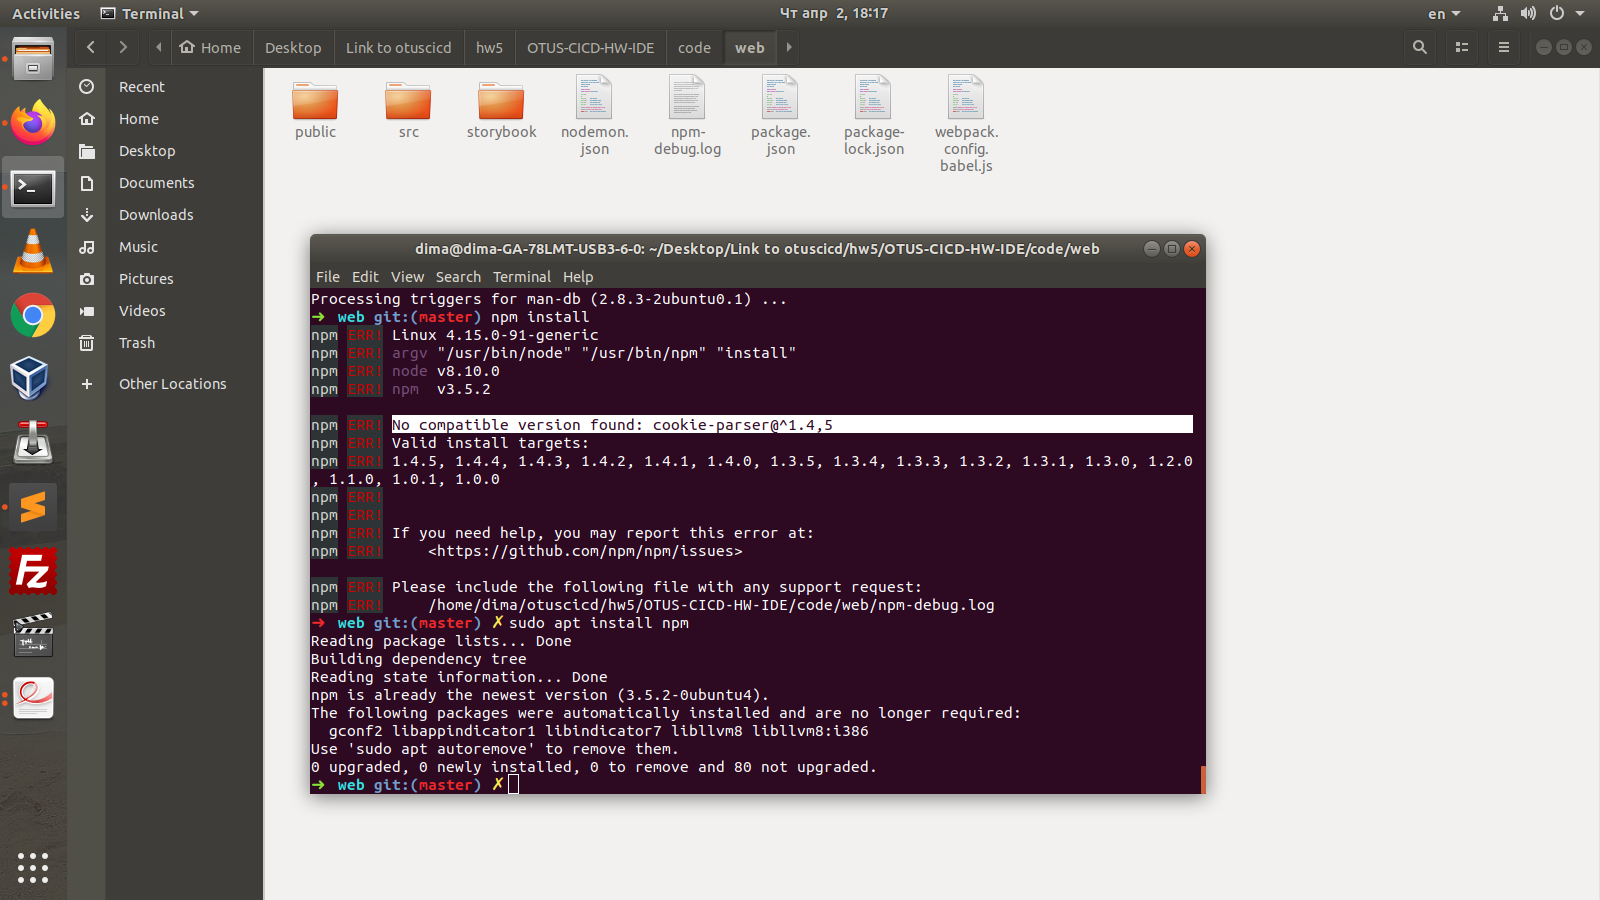 Activities Terminal Чт апр 2, 18:17 en
Home Desktop Link to otuscicd hw5 OTUS-CICD-HW-IDE code web
Recent
Home
Desktop
Documents
Downloads
Music
Pictures
Videos
Trash
Other Locations
public src storybook nodemon. npm- package. package- webpack.
json debug.log json lock.json config.
babel.js
dima@dima-GA-78LMT-USB3-6-0: ~/Desktop/Link to otuscicd/hw5/OTUS-CICD-HW-IDE/code/web
File Edit View Search Terminal Help
Processing triggers for man-db (2.8.3-2ubuntu0.1) ...
➜ web git:(master) npm install
npm ERR! Linux 4.15.0-91-generic
npm ERR! argv "/usr/bin/node" "/usr/bin/npm" "install"
npm ERR! node v8.10.0
npm ERR! npm  v3.5.2
npm ERR! No compatible version found: cookie-parser@^1.4,5
npm ERR! Valid install targets:
npm ERR! 1.4.5, 1.4.4, 1.4.3, 1.4.2, 1.4.1, 1.4.0, 1.3.5, 1.3.4, 1.3.3, 1.3.2, 1.3.1, 1.3.0, 1.2.0
, 1.1.0, 1.0.1, 1.0.0
npm ERR!
npm ERR!
npm ERR! If you need help, you may report this error at:
npm ERR!     <https://github.com/npm/npm/issues>
npm ERR! Please include the following file with any support request:
npm ERR!     /home/dima/otuscicd/hw5/OTUS-CICD-HW-IDE/code/web/npm-debug.log
➜ web git:(master) ✗ sudo apt install npm
Reading package lists... Done
Building dependency tree
Reading state information... Done
npm is already the newest version (3.5.2-0ubuntu4).
The following packages were automatically installed and are no longer required:
  gconf2 libappindicator1 libindicator7 libllvm8 libllvm8:i386
Use 'sudo apt autoremove' to remove them.
0 upgraded, 0 newly installed, 0 to remove and 80 not upgraded.
➜ web git:(master) ✗